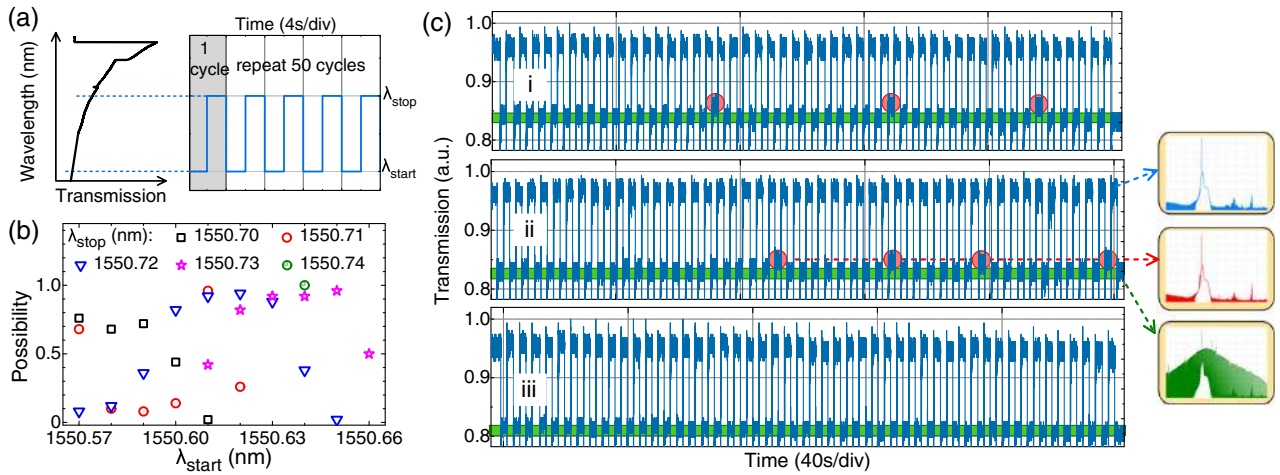 (a)
Time (4s/div)
Wavelength (nm)
1
cycle
repeat 50 cycles
λstop
λstart
Transmission
(b)
λstop (nm):
1550.70
1550.71
1550.72
1550.73
1550.74
Possibility
1.0
0.5
0
1550.57
1550.60
1550.63
1550.66
λstart (nm)
(c)
Transmission (a.u.)
1.0
0.9
0.8
i
1.0
0.9
0.8
ii
1.0
0.9
0.8
iii
Time (40s/div)